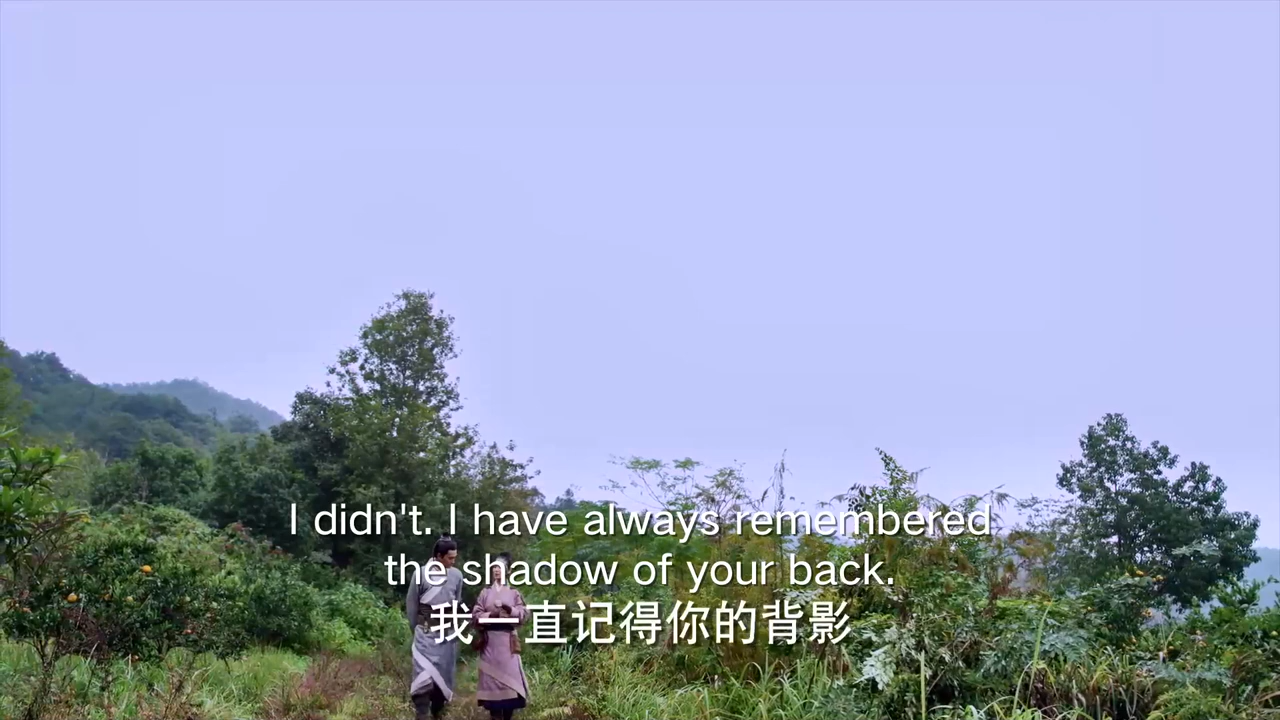 I didn't. I have always remembered
the shadow of your back.
我一直记得你的背影